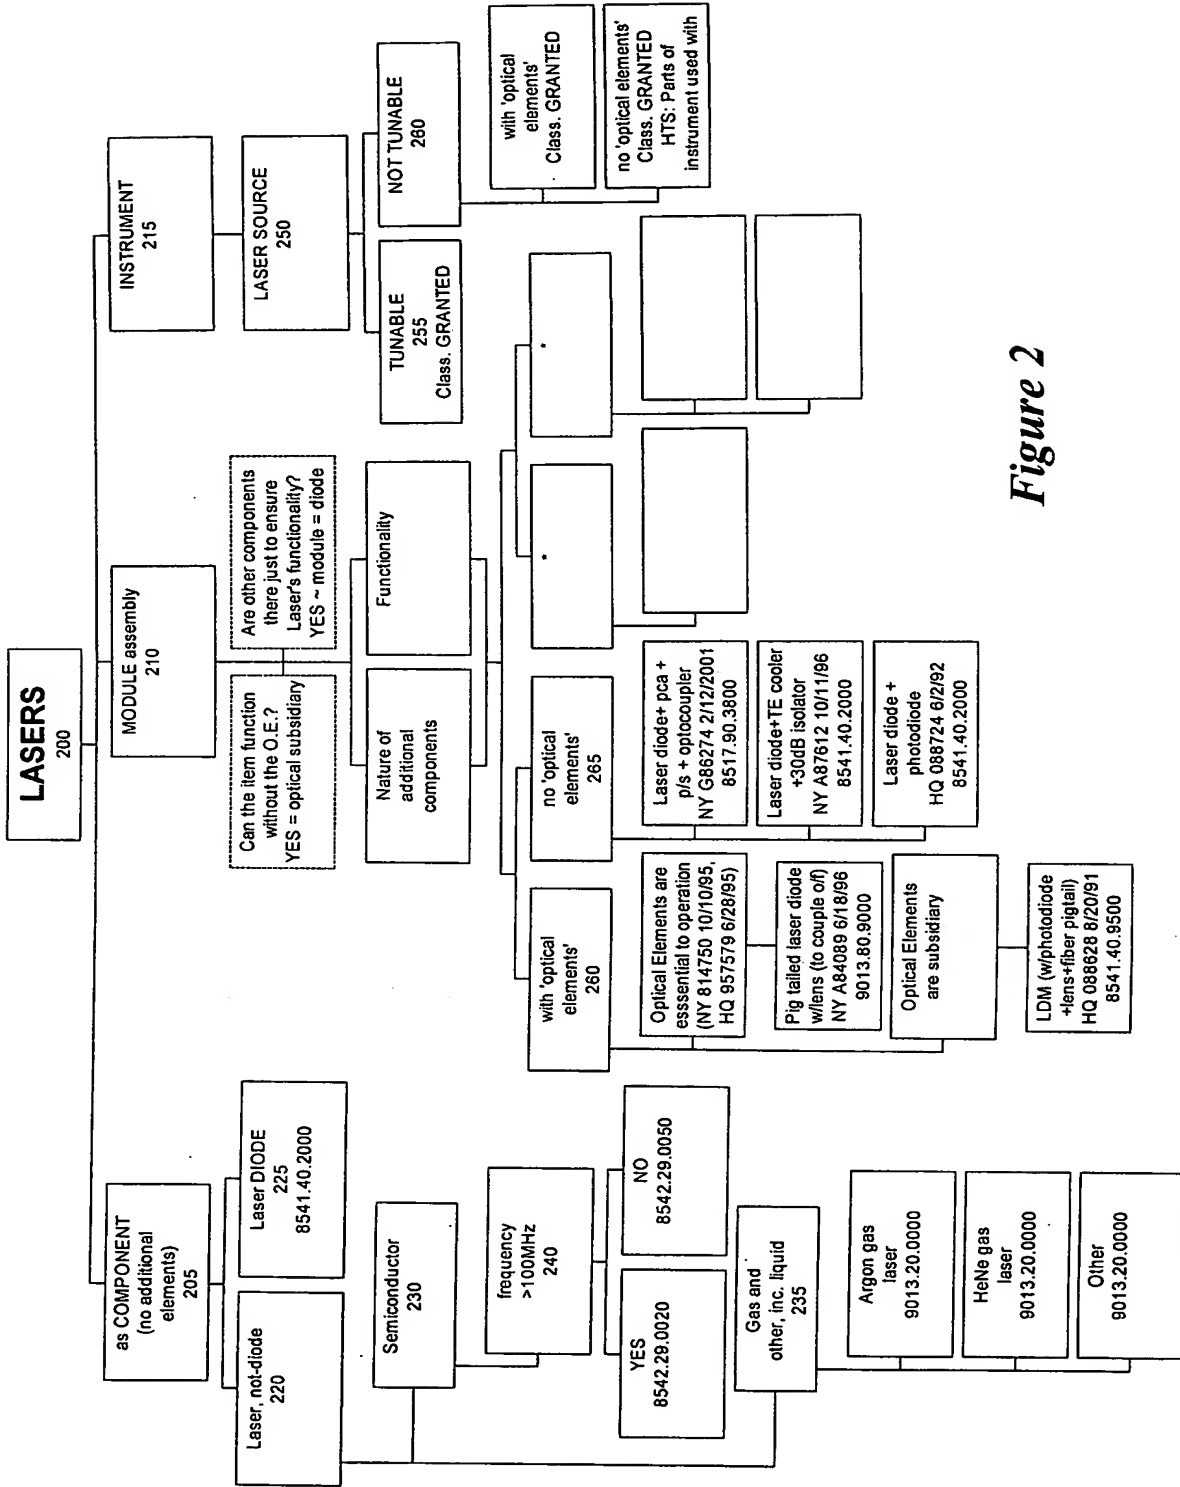 LASERS
200
as COMPONENT
(no additional
elements)
205
Laser, not-diode
220
Laser DIODE
225
8541.40.2000
Semiconductor
230
frequency
>100MHz
240
YES
8542.29.0020
NO
8542.29.0050
Gas and
other, inc. liquid
235
Argon gas
laser
9013.20.0000
HeNe gas
laser
9013.20.0000
Other
9013.20.0000
MODULE assembly
210
Can the item function
without the O.E.?
YES = optical subsidiary
Are other components
there just to ensure
Laser's functionality?
YES ~ module = diode
Nature of
additional
components
Functionality
with 'optical
elements'
260
Optical Elements are
esssential to operation
(NY 814750 10/10/95,
HQ 957579 6/28/95)
Pig tailed laser diode
w/lens (to couple o/f)
NY A84089 6/18/96
9013.80.9000
Optical Elements
are subsidiary
LDM (w/photodiode
+lens+fiber pigtail)
HQ 088628 8/20/91
8541.40.9500
no 'optical
elements'
265
Laser diode+ pca +
p/s + optocoupler
NY G86274 2/12/2001
8517.90.3800
Laser diode+TE cooler
+30dB isolator
NY A87612 10/11/96
8541.40.2000
Laser diode +
photodiode
HQ 088724 6/2/92
8541.40.2000
*
*
INSTRUMENT
215
LASER SOURCE
250
TUNABLE
255
Class. GRANTED
NOT TUNABLE
260
with 'optical
elements'
Class. GRANTED
no 'optical elements'
Class. GRANTED
HTS: Parts of
instrument used with
Figure 2